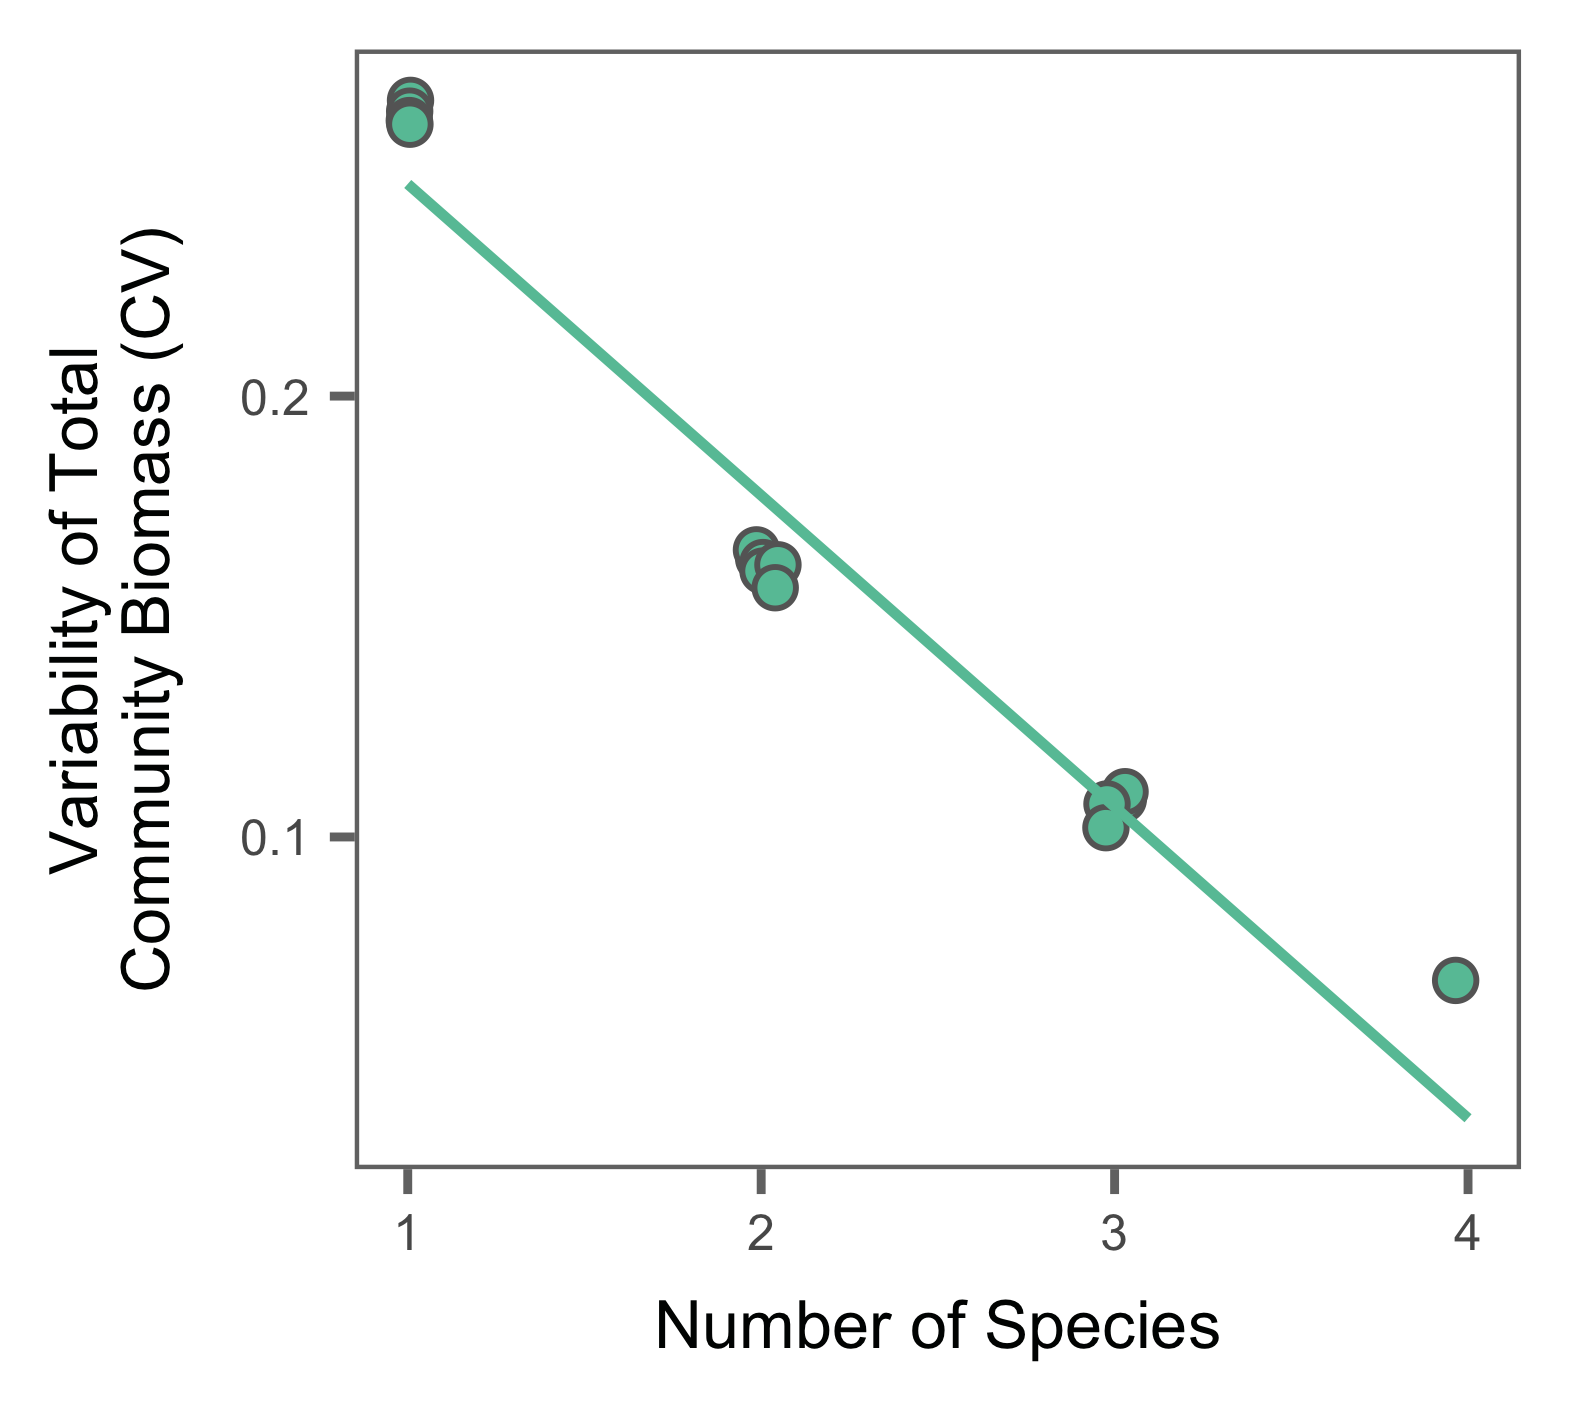 Variability of Total
Community Biomass (CV)
0.2
0.1
1
2
3
4
Number of Species